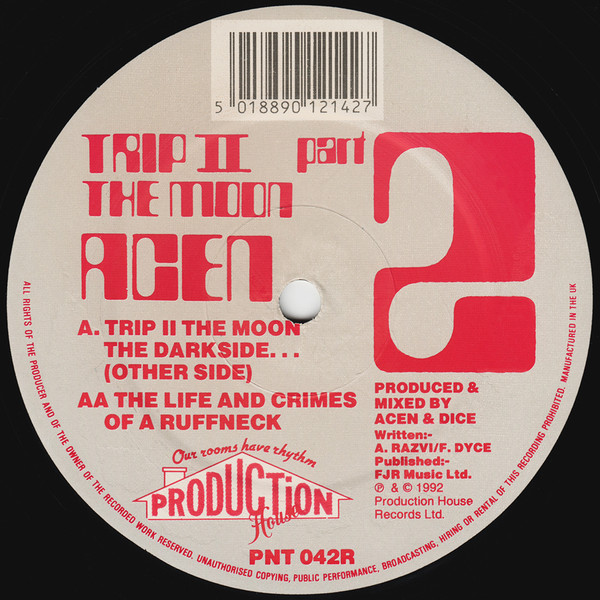 5 018890 121427
TRIP II part 2
THE MOON
ACEN
A. TRIP II THE MOON
THE DARKSIDE...
(OTHER SIDE)
AA THE LIFE AND CRIMES
OF A RUFFNECK
PRODUCED &
MIXED BY
ACEN & DICE
Written:-
A. RAZVI/F. DYCE
Published:-
FJR Music Ltd.
℗ & © 1992
Production House
Records Ltd.
Our rooms have rhythm
PRODUCTiON
House
PNT 042R
ALL RIGHTS OF THE PRODUCER AND OF THE OWNER OF THE RECORDED WORK RESERVED. UNAUTHORISED COPYING, PUBLIC PERFORMANCE, BROADCASTING, HIRING OR RENTAL OF THIS RECORDING PROHIBITED. MANUFACTURED IN THE UK